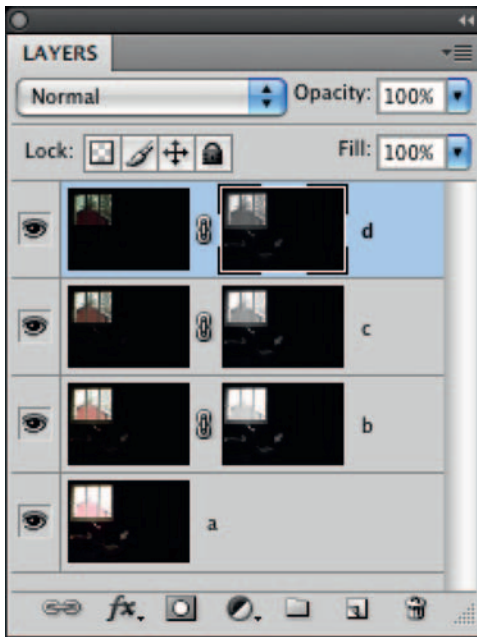 LAYERS
Normal Opacity: 100%
Lock: Fill: 100%
d
c
b
a
fx.